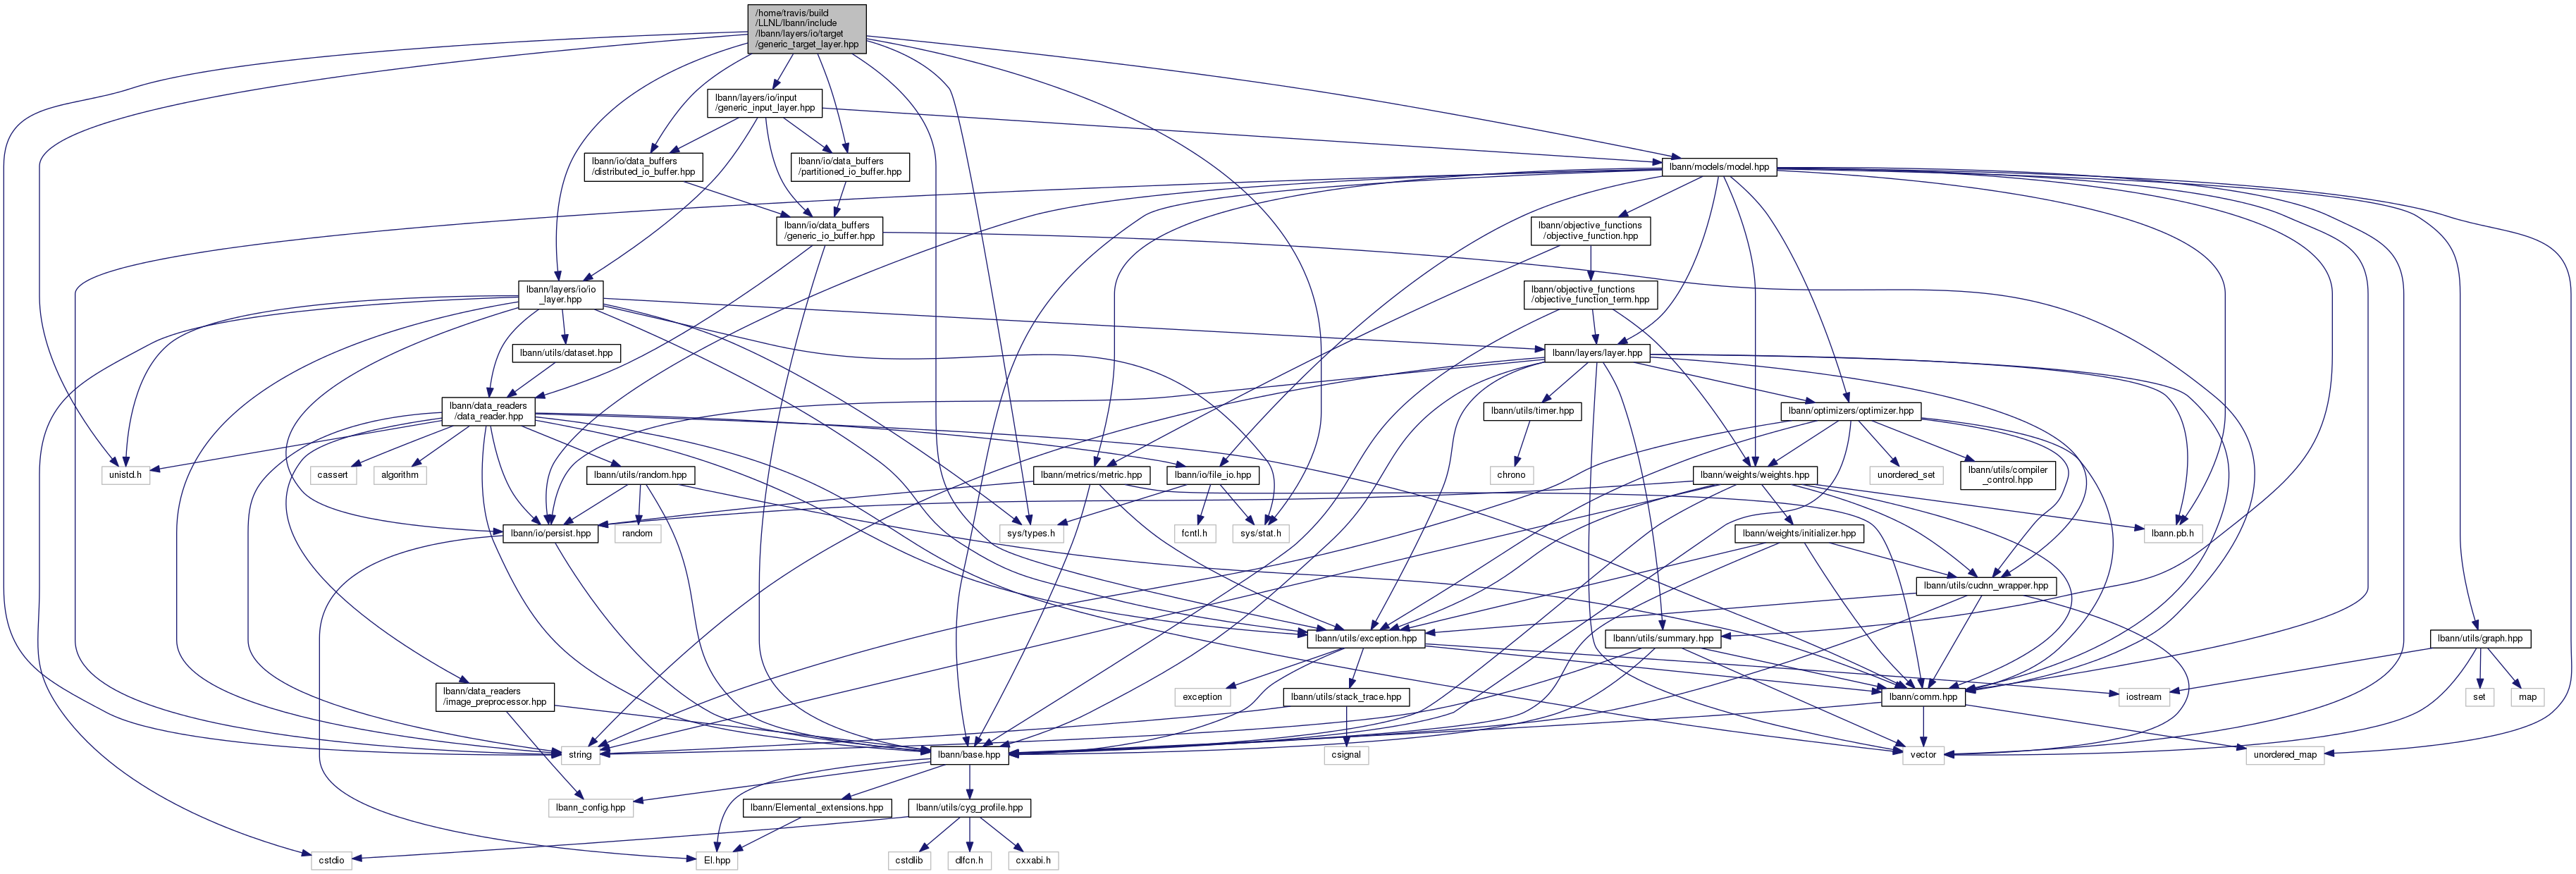 /home/travis/build
/LLNL/lbann/include
/lbann/layers/io/target
/generic_target_layer.hpp
lbann/layers/io/input
/generic_input_layer.hpp
lbann/io/data_buffers
/distributed_io_buffer.hpp
lbann/io/data_buffers
/partitioned_io_buffer.hpp
lbann/models/model.hpp
lbann/io/data_buffers
/generic_io_buffer.hpp
lbann/objective_functions
/objective_function.hpp
lbann/layers/io/io
_layer.hpp
lbann/objective_functions
/objective_function_term.hpp
lbann/utils/dataset.hpp
lbann/layers/layer.hpp
lbann/data_readers
/data_reader.hpp
lbann/utils/timer.hpp
lbann/optimizers/optimizer.hpp
unistd.h
cassert
algorithm
lbann/utils/random.hpp
lbann/metrics/metric.hpp
lbann/io/file_io.hpp
chrono
lbann/weights/weights.hpp
unordered_set
lbann/utils/compiler
_control.hpp
lbann/io/persist.hpp
random
sys/types.h
fcntl.h
sys/stat.h
lbann/weights/initializer.hpp
lbann.pb.h
lbann/utils/cudnn_wrapper.hpp
lbann/utils/exception.hpp
lbann/utils/summary.hpp
lbann/utils/graph.hpp
lbann/data_readers
/image_preprocessor.hpp
exception
lbann/utils/stack_trace.hpp
lbann/comm.hpp
iostream
set
map
string
lbann/base.hpp
csignal
vector
unordered_map
lbann_config.hpp
lbann/Elemental_extensions.hpp
lbann/utils/cyg_profile.hpp
cstdio
El.hpp
cstdlib
dlfcn.h
cxxabi.h